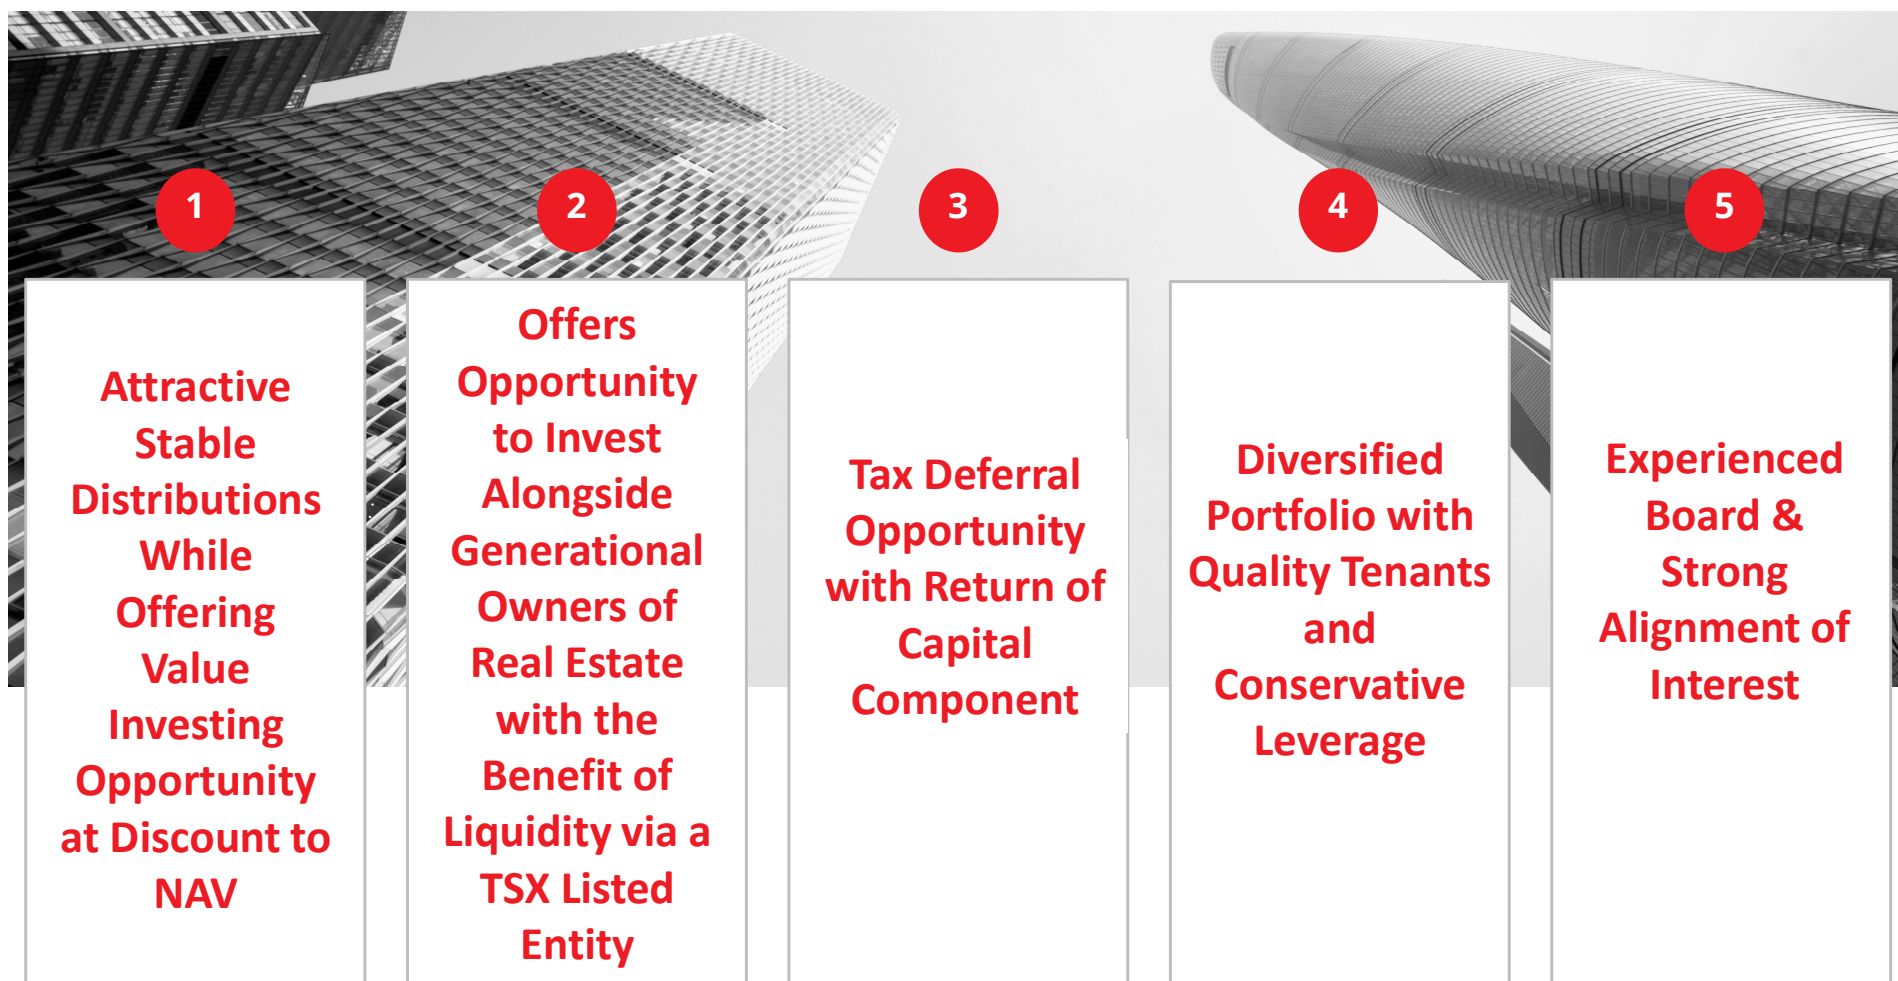 1
Attractive
Stable
Distributions
While
Offering
Value
Investing
Opportunity
at Discount to
NAV
2
Offers
Opportunity
to Invest
Alongside
Generational
Owners of
Real Estate
with the
Benefit of
Liquidity via a
TSX Listed
Entity
3
Tax Deferral
Opportunity
with Return of
Capital
Component
4
Diversified
Portfolio with
Quality Tenants
and
Conservative
Leverage
5
Experienced
Board &
Strong
Alignment of
Interest